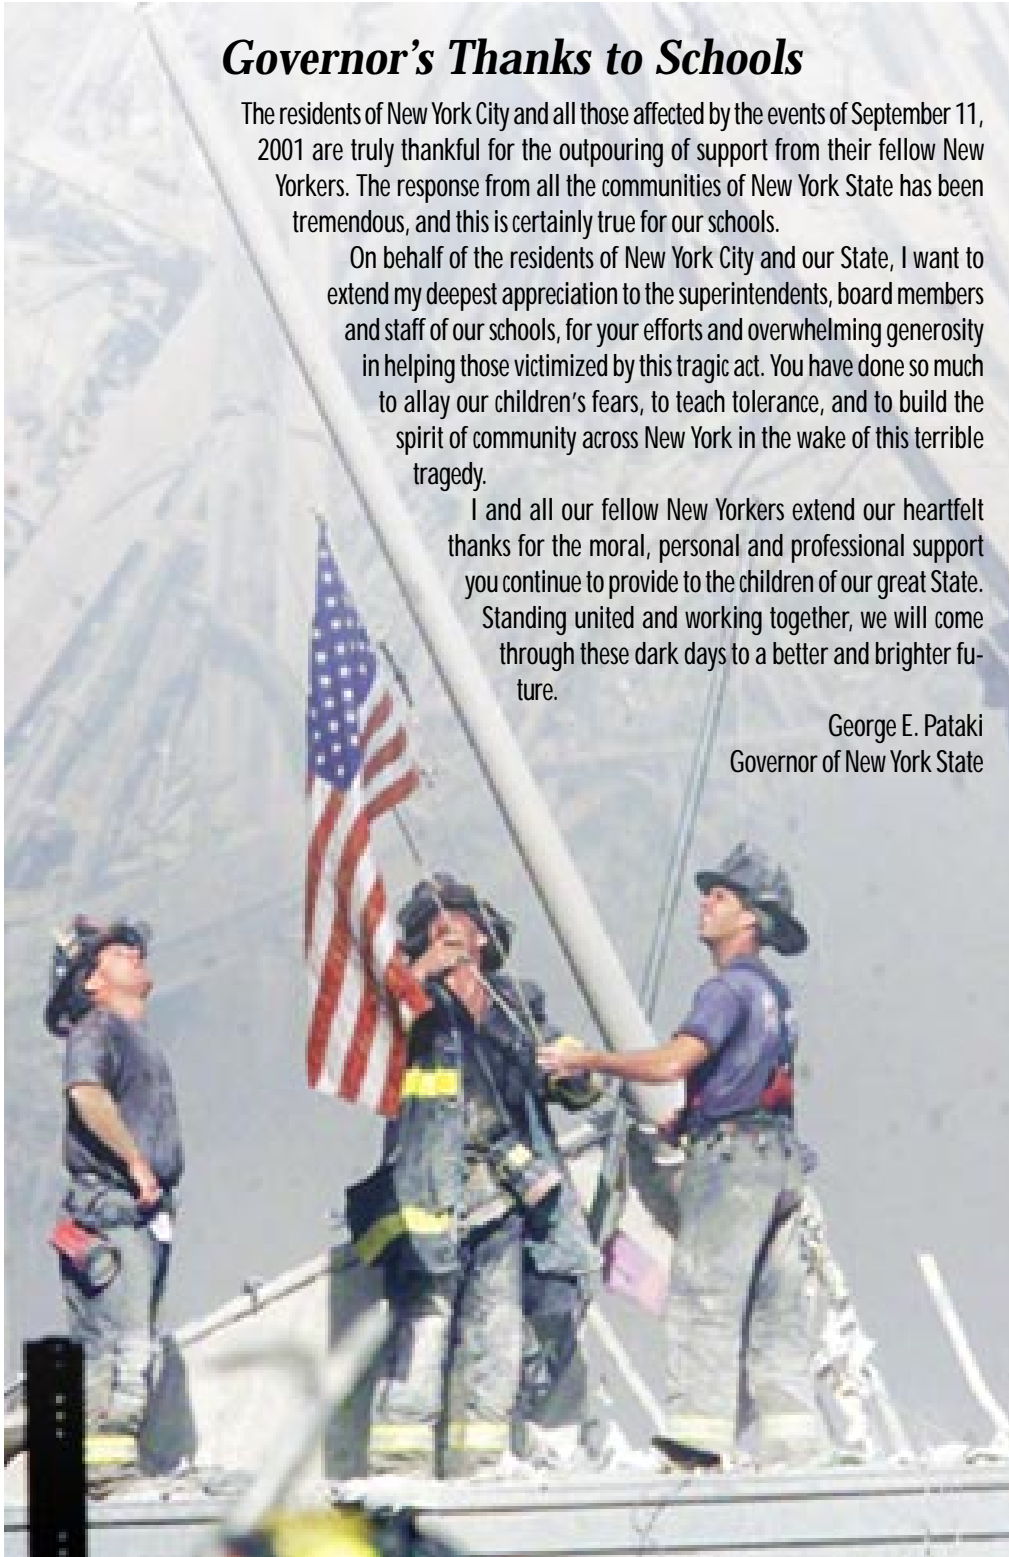 Governor's Thanks to Schools
The residents of New York City and all those affected by the events of September 11,
2001 are truly thankful for the outpouring of support from their fellow New
Yorkers. The response from all the communities of New York State has been
tremendous, and this is certainly true for our schools.
On behalf of the residents of New York City and our State, I want to
extend my deepest appreciation to the superintendents, board members
and staff of our schools, for your efforts and overwhelming generosity
in helping those victimized by this tragic act. You have done so much
to allay our children's fears, to teach tolerance, and to build the
spirit of community across New York in the wake of this terrible
tragedy.
I and all our fellow New Yorkers extend our heartfelt
thanks for the moral, personal and professional support
you continue to provide to the children of our great State.
Standing united and working together, we will come
through these dark days to a better and brighter fu-
ture.
George E. Pataki
Governor of New York State